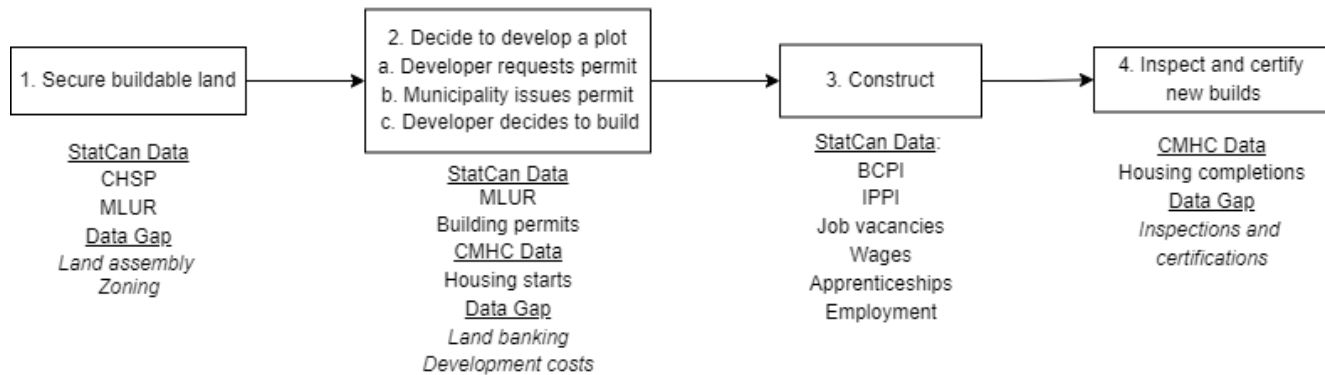 1. Secure buildable land
StatCan Data
CHSP
MLUR
Data Gap
Land assembly
Zoning
2. Decide to develop a plot
a. Developer requests permit
b. Municipality issues permit
c. Developer decides to build
StatCan Data
MLUR
Building permits
CMHC Data
Housing starts
Data Gap
Land banking
Development costs
3. Construct
StatCan Data:
BCPI
IPPI
Job vacancies
Wages
Apprenticeships
Employment
4. Inspect and certify
new builds
CMHC Data
Housing completions
Data Gap
Inspections and
certifications